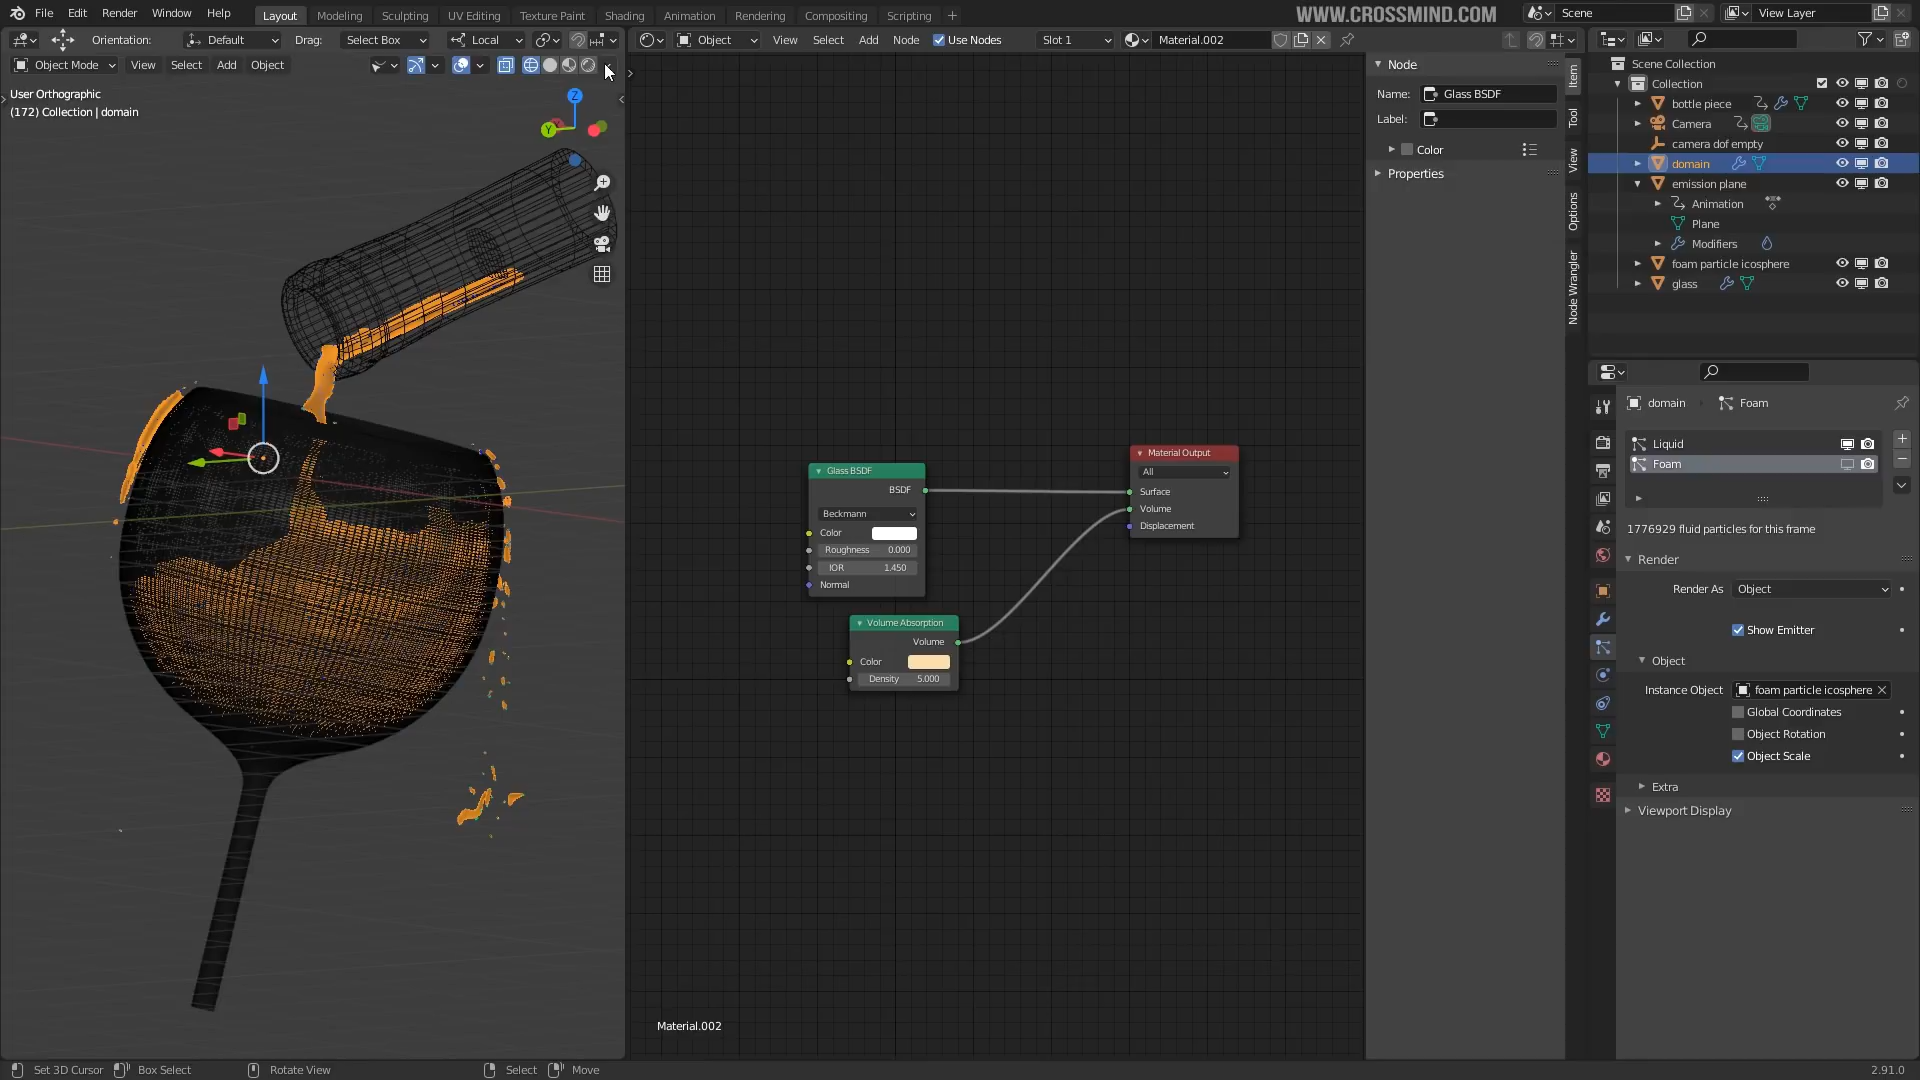 File Edit Render Window Help
Layout Modeling Sculpting UV Editing Texture Paint Shading Animation Rendering Compositing Scripting +
WWW.CROSSMIND.COM
Scene
View Layer
Orientation: Default Drag: Select Box Local
Object View Select Add Node Use Nodes Slot 1 Material.002
Object Mode View Select Add Object
User Orthographic
(172) Collection | domain
Z
Y
Glass BSDF
BSDF
Beckmann
Color
Roughness 0.000
IOR 1.450
Normal
Volume Absorption
Volume
Color
Density 5.000
Material Output
All
Surface
Volume
Displacement
Material.002
Node
Name: Glass BSDF
Label:
Color
Properties
Item
Tool
View
Options
Node Wrangler
Scene Collection
Collection
bottle piece
Camera
camera dof empty
domain
emission plane
Animation
Plane
Modifiers
foam particle icosphere
glass
domain Foam
Liquid
Foam
1776929 fluid particles for this frame
Render
Render As Object
Show Emitter
Object
Instance Object foam particle icosphere
Global Coordinates
Object Rotation
Object Scale
Extra
Viewport Display
Set 3D Cursor Box Select Rotate View Select Move
2.91.0